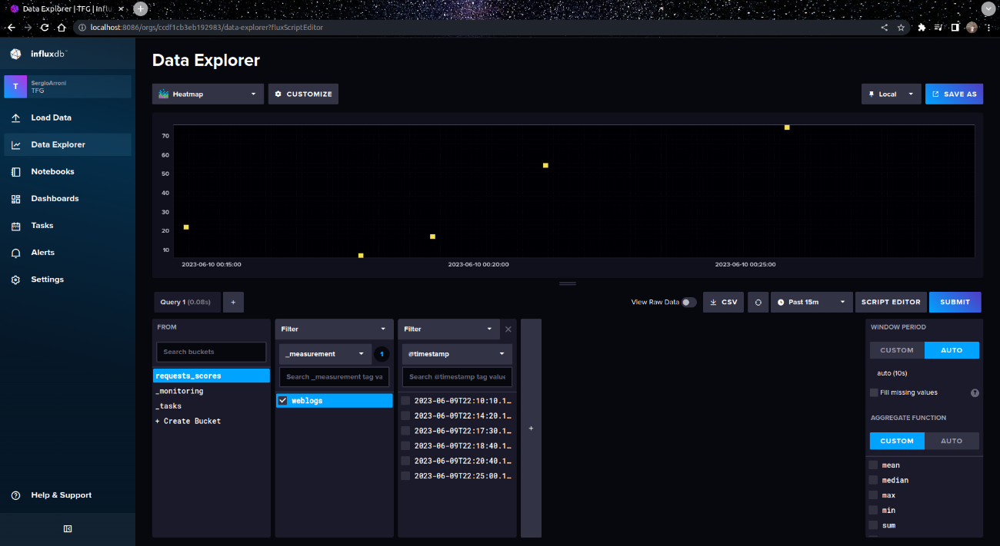 Data Explorer | TFG | Influ
localhost:8086/orgs/ccdf1cb3eb192983/data-explorer?fluxScriptEditor
influxdb™
T
SergioArroni
TFG
Load Data
Data Explorer
Notebooks
Dashboards
Tasks
Alerts
Settings
Help & Support
Data Explorer
Heatmap
CUSTOMIZE
Local
SAVE AS
70
60
50
40
30
20
10
2023-06-10 00:15:00
2023-06-10 00:20:00
2023-06-10 00:25:00
Query 1 (0.08s)
+
View Raw Data
CSV
Past 15m
SCRIPT EDITOR
SUBMIT
FROM
Search buckets
requests_scores
_monitoring
_tasks
+ Create Bucket
Filter
_measurement
1
Search _measurement tag va
weblogs
Filter
@timestamp
Search @timestamp tag value
2023-06-09T22:10:10.1…
2023-06-09T22:14:20.1…
2023-06-09T22:17:30.1…
2023-06-09T22:18:40.1…
2023-06-09T22:20:40.1…
2023-06-09T22:25:00.1…
+
WINDOW PERIOD
CUSTOM
AUTO
auto (10s)
Fill missing values
?
AGGREGATE FUNCTION
CUSTOM
AUTO
mean
median
max
min
sum